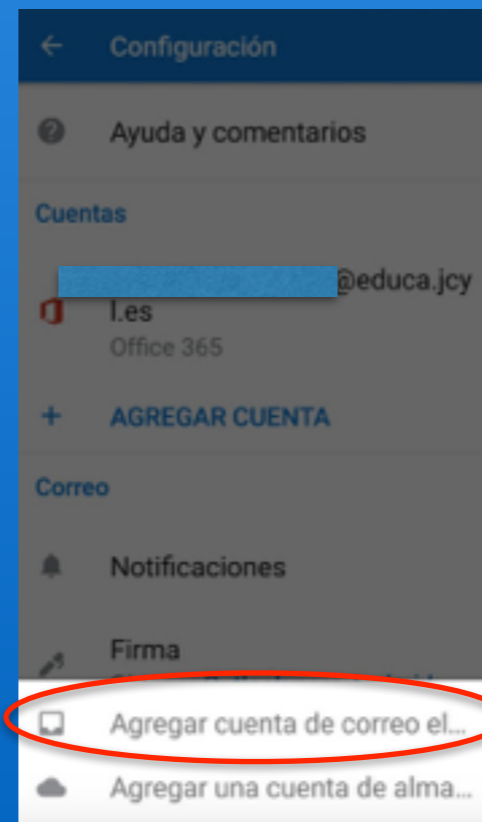 Configuración
Ayuda y comentarios
Cuentas
@educa.jcy
l.es
Office 365
+ AGREGAR CUENTA
Correo
Notificaciones
Firma
Agregar cuenta de correo el...
Agregar una cuenta de alma...